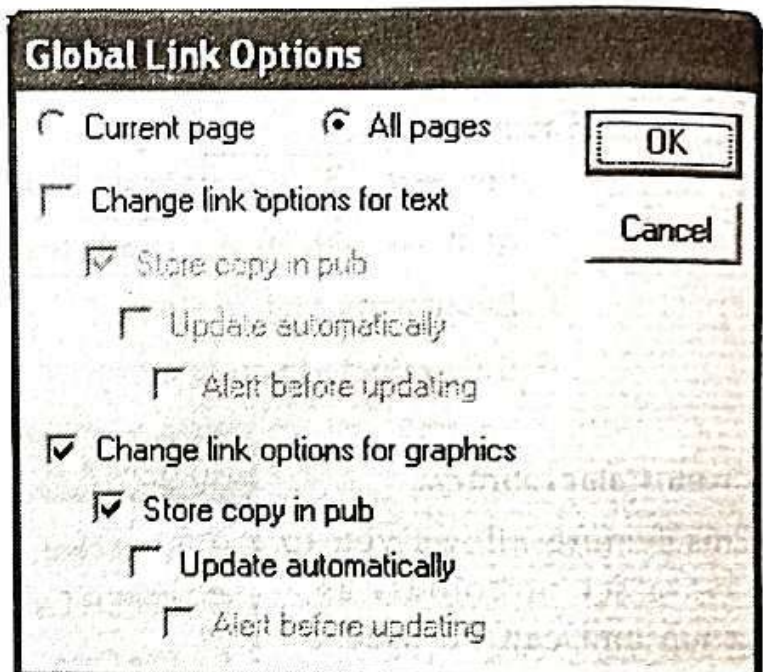 Global Link Options
Current page All pages
OK
Change link options for text
Cancel
Store copy in pub
Update automatically
Alert before updating
Change link options for graphics
Store copy in pub
Update automatically
Alert before updating